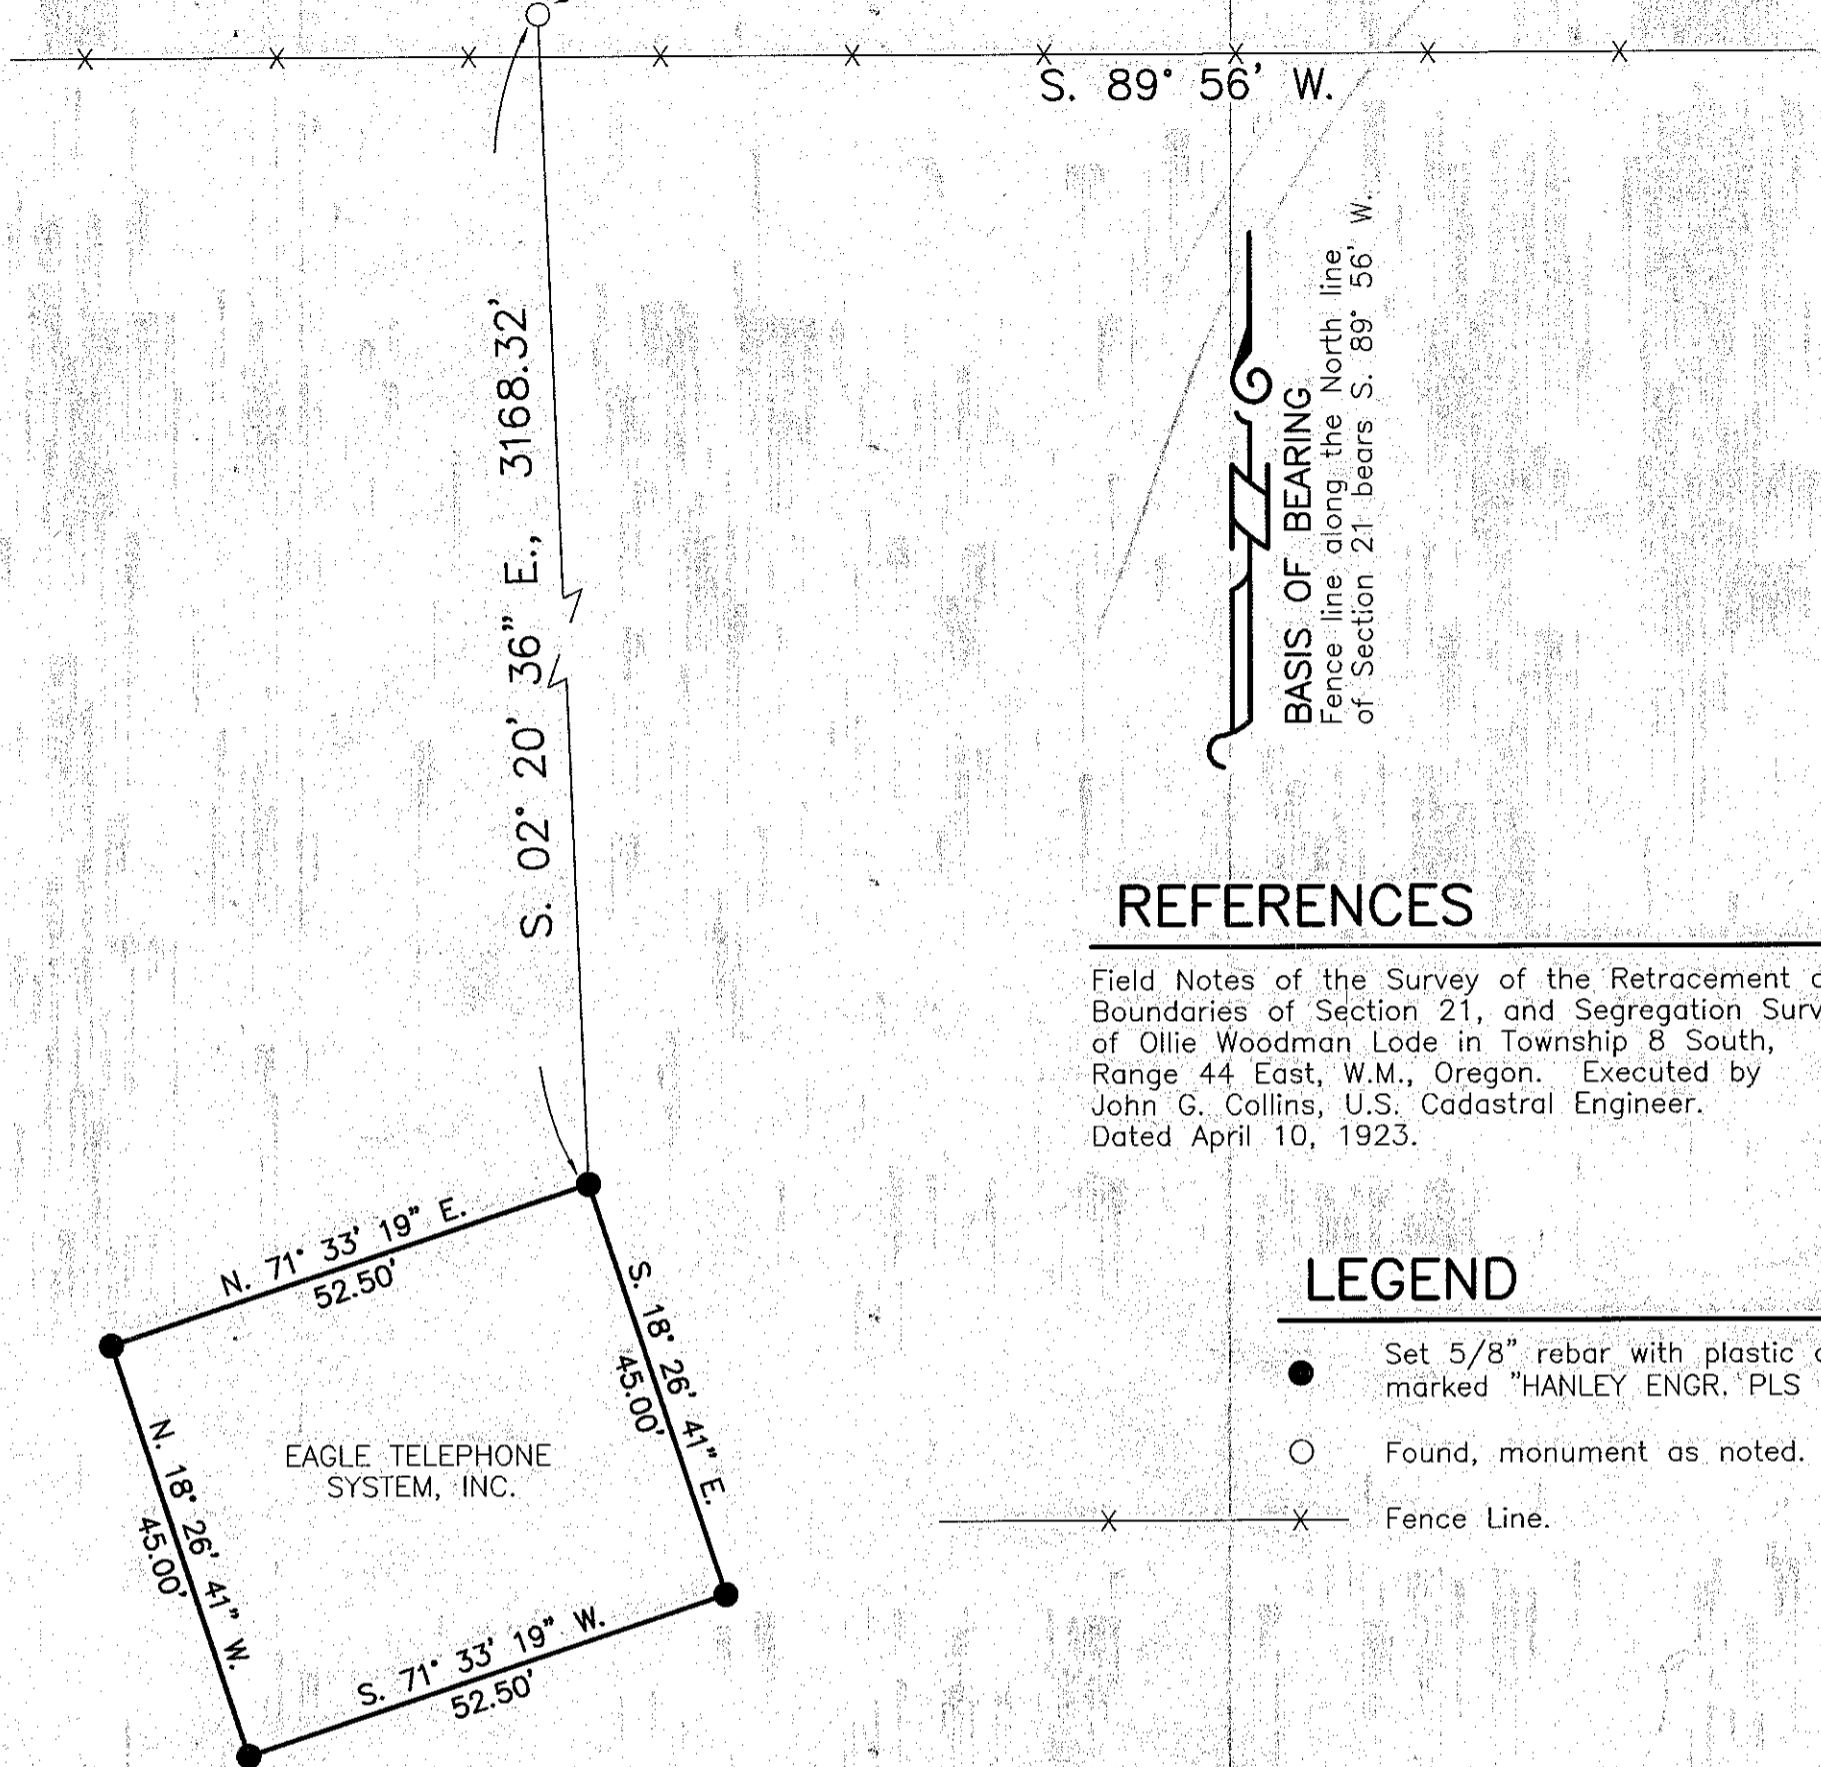 S. 89° 56' W.
S. 02° 20' 36" E., 3168.32'
N
BASIS OF BEARING
Fence line along the North line
of Section 21 bears S. 89° 56' W.
REFERENCES
Field Notes of the Survey of the Retracement
Boundaries of Section 21, and Segregation Surv
of Ollie Woodman Lode in Township 8 South,
Range 44 East, W.M., Oregon. Executed by
John G. Collins, U.S. Cadastral Engineer.
Dated April 10, 1923.
N. 71° 33' 19" E.
52.50'
S. 18° 26' 41" E.
45.00'
EAGLE TELEPHONE
SYSTEM, INC.
N. 18° 26' 41" W.
45.00'
S. 71° 33' 19" W.
52.50'
LEGEND
Set 5/8" rebar with plastic
marked "HANLEY ENGR. PLS
Found, monument as noted.
Fence Line.